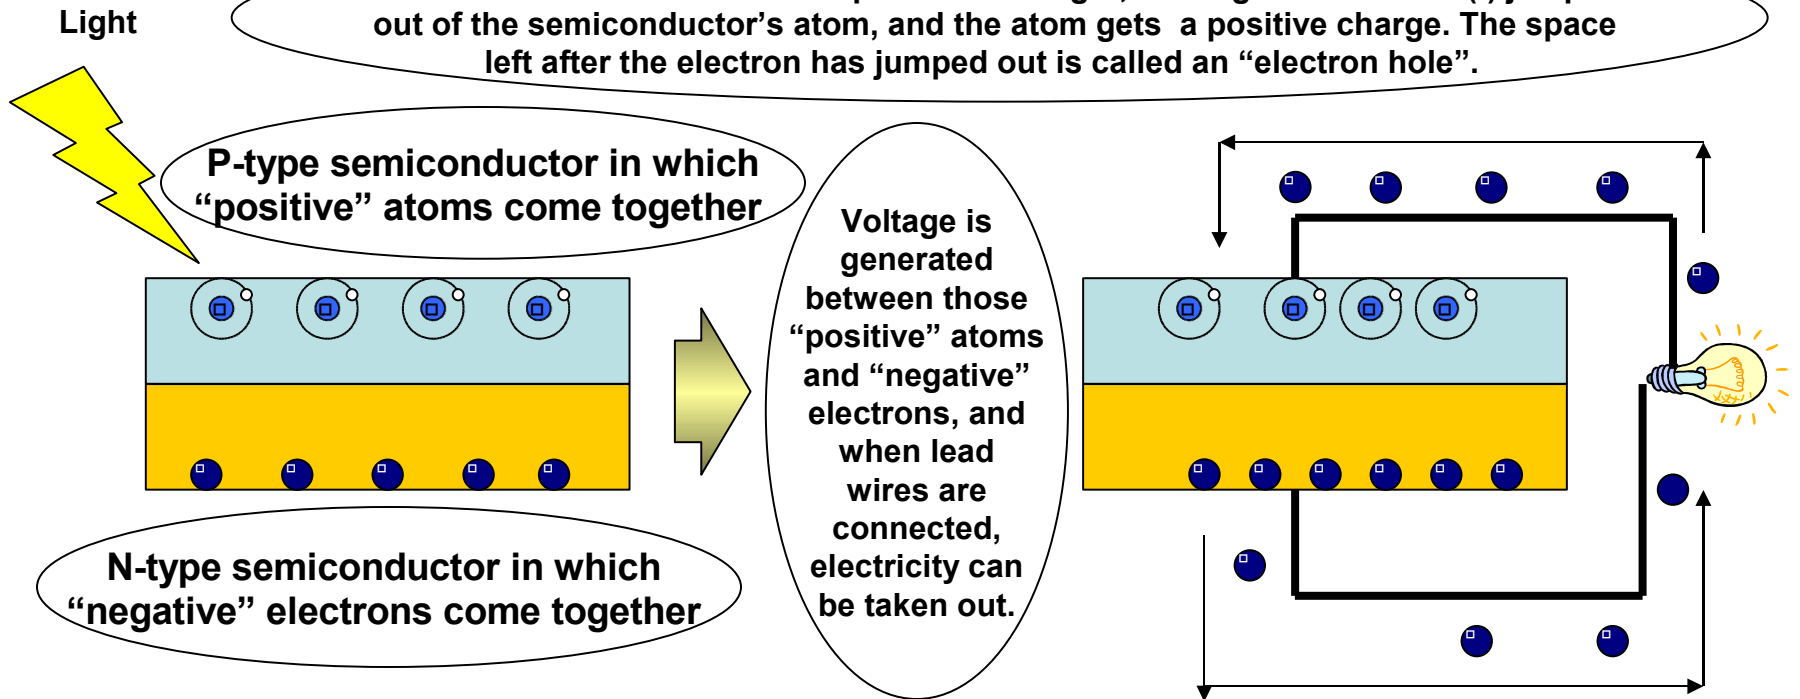 Light
out of the semiconductor’s atom, and the atom gets a positive charge. The space
left after the electron has jumped out is called an “electron hole”.
P-type semiconductor in which
“positive” atoms come together
Voltage is
generated
between those
“positive” atoms
and “negative”
electrons, and
when lead
wires are
connected,
electricity can
be taken out.
N-type semiconductor in which
“negative” electrons come together